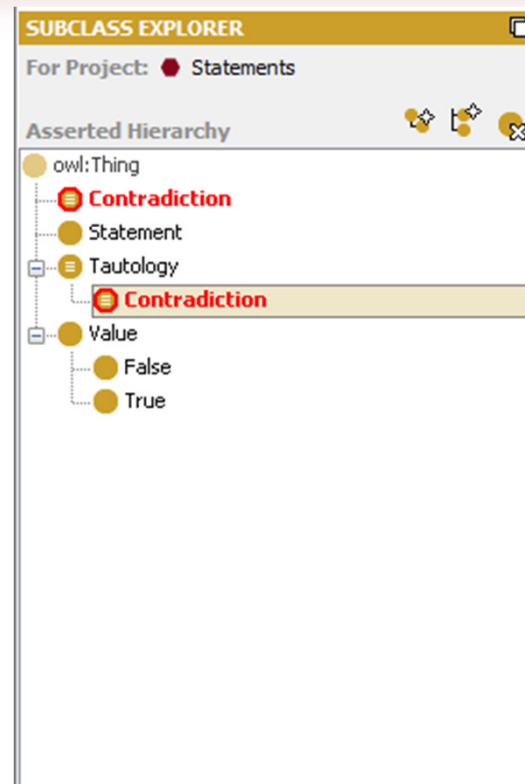 SUBCLASS EXPLORER
For Project: Statements
Asserted Hierarchy
owl:Thing
Contradiction
Statement
Tautology
Contradiction
Value
False
True